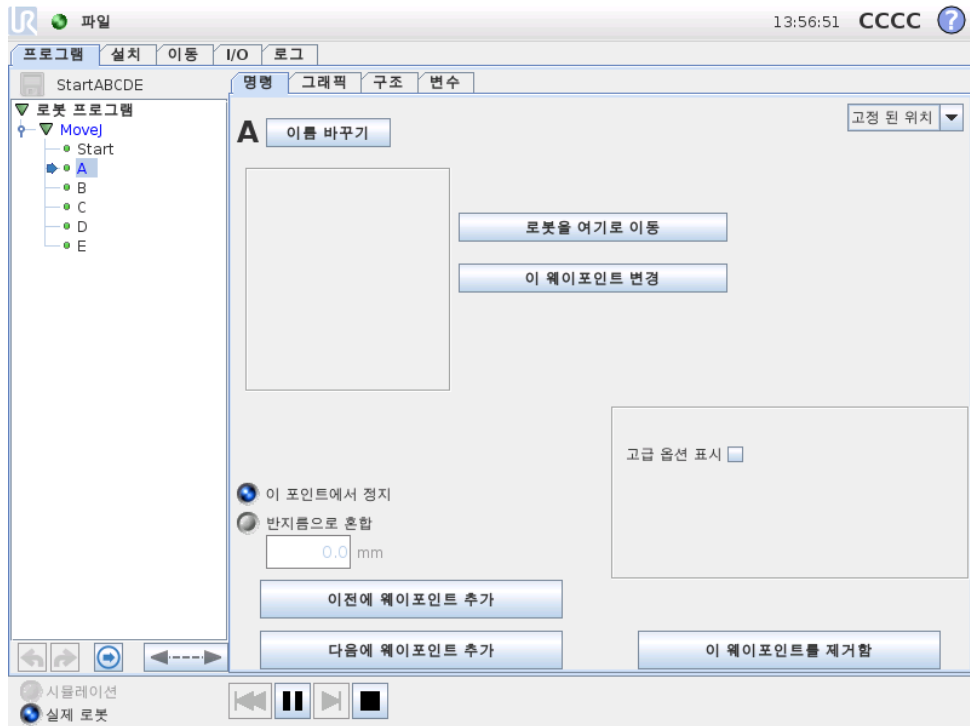 UR 파일 13:56:51 CCCC ?
프로그램 설치 이동 I/O 로그
StartABCDE
명령 그래픽 구조 변수
로봇 프로그램
MoveJ
Start
A
B
C
D
E
A 이름 바꾸기
고정 된 위치
로봇을 여기로 이동
이 웨이포인트 변경
고급 옵션 표시
이 포인트에서 정지
반지름으로 혼합
0.0 mm
이전에 웨이포인트 추가
다음에 웨이포인트 추가
이 웨이포인트를 제거함
시뮬레이션
실제 로봇